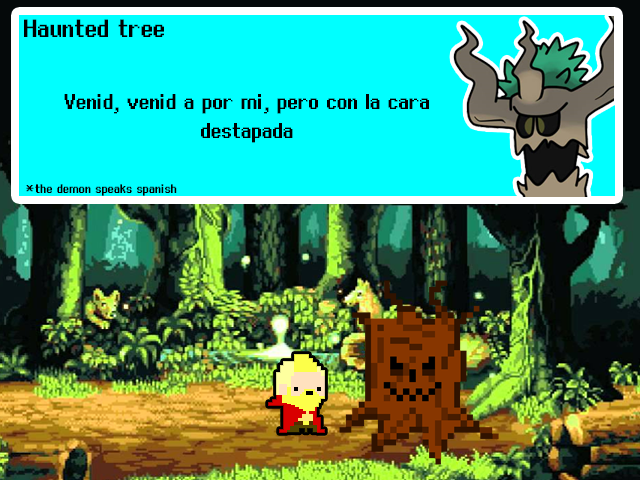 Haunted tree
Venid, venid a por mi, pero con la cara
destapada
*the demon speaks spanish